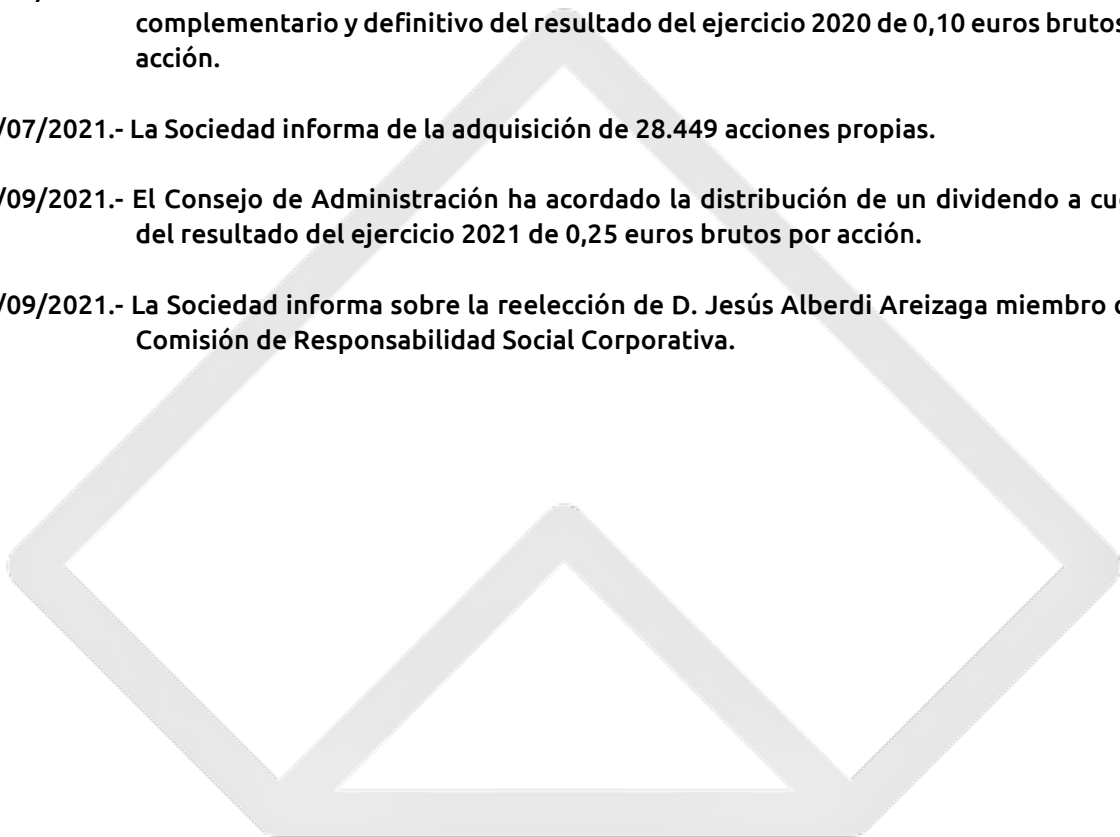 complementario y definitivo del resultado del ejercicio 2020 de 0,10 euros brutos
acción.
/07/2021.- La Sociedad informa de la adquisición de 28.449 acciones propias.
/09/2021.- El Consejo de Administración ha acordado la distribución de un dividendo a
del resultado del ejercicio 2021 de 0,25 euros brutos por acción.
/09/2021.- La Sociedad informa sobre la reelección de D. Jesús Alberdi Areizaga miembro
Comisión de Responsabilidad Social Corporativa.